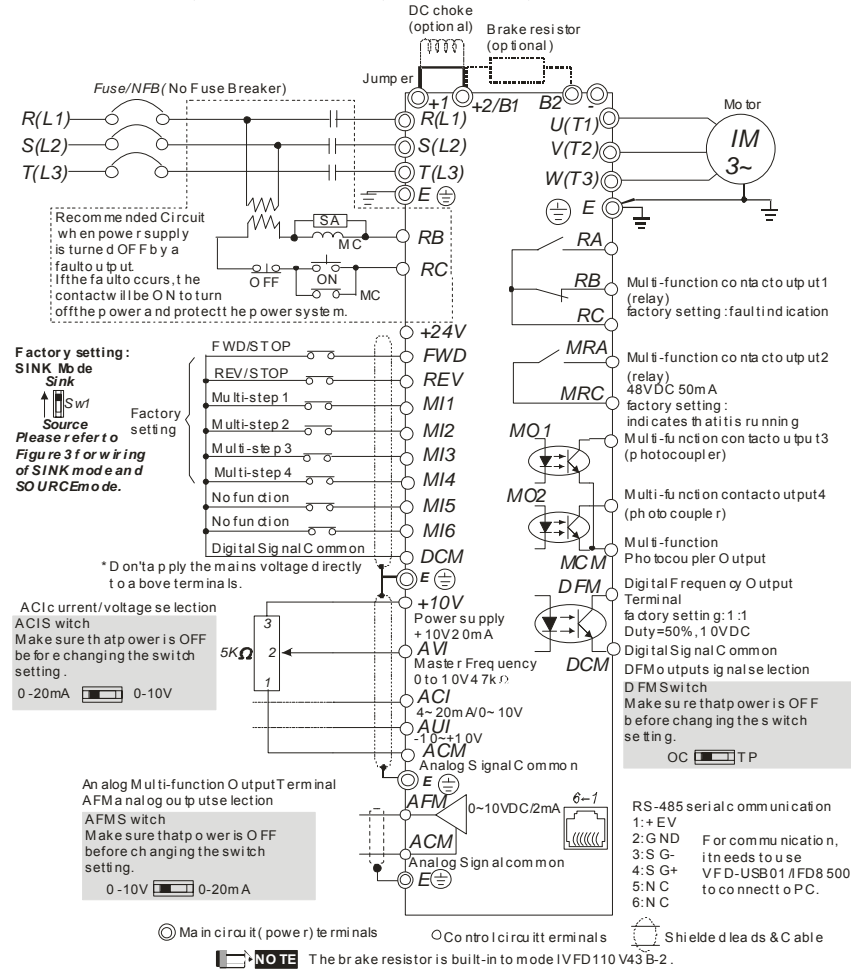 DC choke
(optional)
Brake resistor
(optional)
Jumper
Fuse/NFB(No Fuse Breaker)
+1
+2/B1
B2
-
Motor
R(L1)
R(L1)
U(T1)
IM
3~
S(L2)
S(L2)
V(T2)
T(L3)
T(L3)
W(T3)
E
E
Recommended Circuit
when power supply
is turned OFF by a
fault output.
If the fault occurs, the
contact will be ON to turn
off the power and protect the power system.
SA
MC
OFF
ON
MC
RB
RC
RA
RB
RC
Multi-function contact output1
(relay)
factory setting: fault indication
+24V
Factory setting:
SINK Mode
Sink
Sw1
Source
Please refer to
Figure 3 for wiring
of SINK mode and
SOURCE mode.
Factory
setting
FWD/STOP
FWD
REV/STOP
REV
Multi-step 1
MI1
Multi-step 2
MI2
Multi-step 3
MI3
Multi-step 4
MI4
No function
MI5
No function
MI6
Digital Signal Common
DCM
* Don't apply the mains voltage directly
to above terminals.
E
MRA
MRC
Multi-function contact output2
(relay)
48VDC 50mA
factory setting:
indicates that it is running
MO1
Multi-function contact output3
(photocoupler)
MO2
Multi-function contact output4
(photocoupler)
MCM
Multi-function
Photocoupler Output
DFM
Digital Frequency Output
Terminal
factory setting: 1:1
Duty=50%, 10VDC
DCM
Digital Signal Common
DFM output signal selection
DFM Switch
Make sure that power is OFF
before changing the switch
setting.
OC
TP
ACI current/voltage selection
ACI Switch
Make sure that power is OFF
before changing the switch
setting.
0-20mA
0-10V
5KΩ
3
2
1
+10V
Power supply
+10V 20mA
AVI
Master Frequency
0 to 10V 47kΩ
ACI
4~20mA/0~10V
AUI
-10~+10V
ACM
Analog Signal Common
E
Analog Multi-function Output Terminal
AFM analog output selection
AFM Switch
Make sure that power is OFF
before changing the switch
setting.
0-10V
0-20mA
AFM
0~10VDC/2mA
ACM
Analog Signal common
E
6←1
RS-485 serial communication
1:+EV
2:GND
3:SG-
4:SG+
5:NC
6:NC
For communication,
it needs to use
VFD-USB01/IFD8500
to connect to PC.
Main circuit (power) terminals
Control circuit terminals
Shielded leads & Cable
NOTE
The brake resistor is built-in to model VFD110V43B-2.